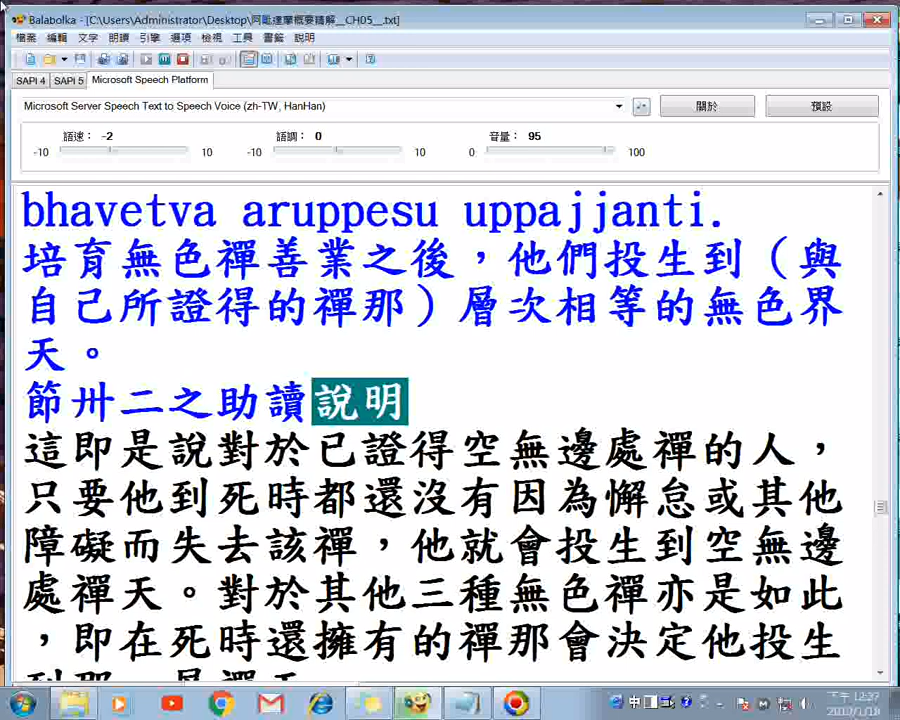 Balabolka - [C:\Users\Administrator\Desktop\阿毗達摩概要精解__CH05__.txt]
檔案 編輯 文字 朗讀 引擎 選項 檢視 工具 書籤 說明
SAPI 4 SAPI 5 Microsoft Speech Platform
Microsoft Server Speech Text to Speech Voice (zh-TW, HanHan) 關於 預設
語速： -2 語調： 0 音量： 95
-10 10 -10 10 0 100
bhavetva aruppesu uppajjanti.
培育無色禪善業之後，他們投生到（與
自己所證得的禪那）層次相等的無色界
天。
節卅二之助讀說明
這即是說對於已證得空無邊處禪的人，
只要他到死時都還沒有因為懈怠或其他
障礙而失去該禪，他就會投生到空無邊
處禪天。對於其他三種無色禪亦是如此
，即在死時還擁有的禪那會決定他投生
中
下午 12:27
2019/1/18